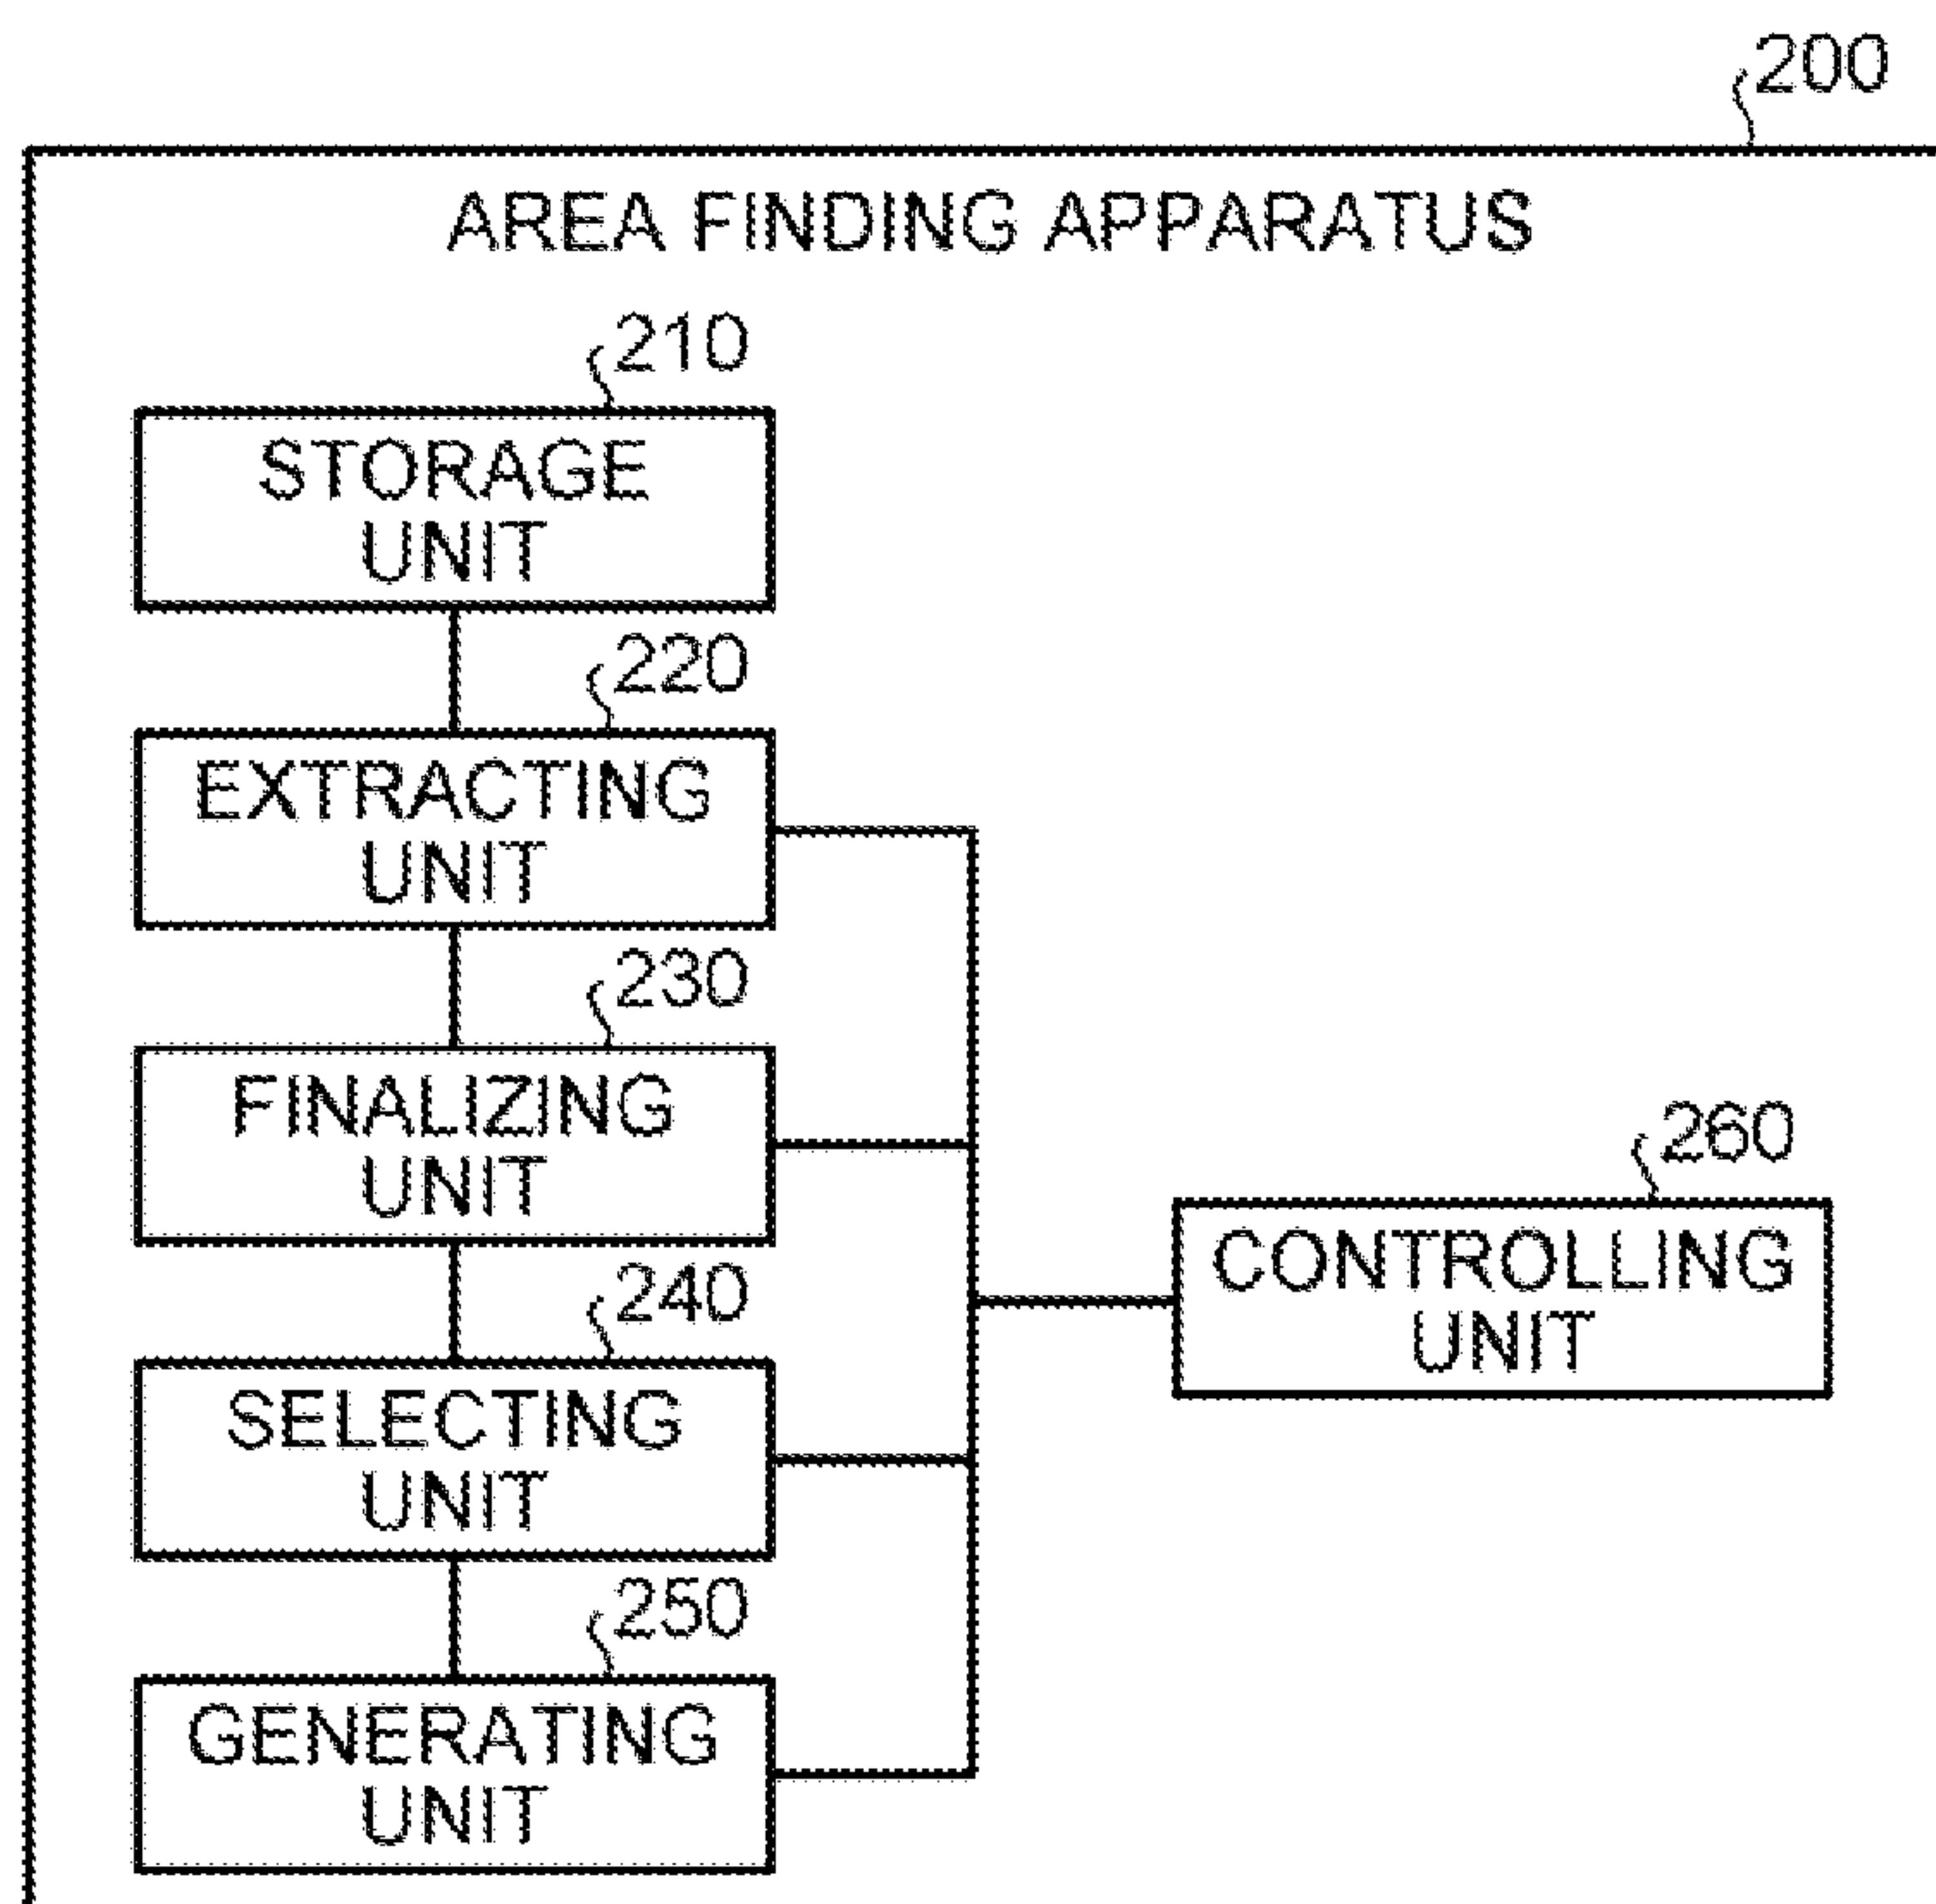 200
AREA FINDING APPARATUS
210
STORAGE
UNIT
220
EXTRACTING
UNIT
230
FINALIZING
UNIT
260
CONTROLLING
UNIT
240
SELECTING
UNIT
250
GENERATING
UNIT